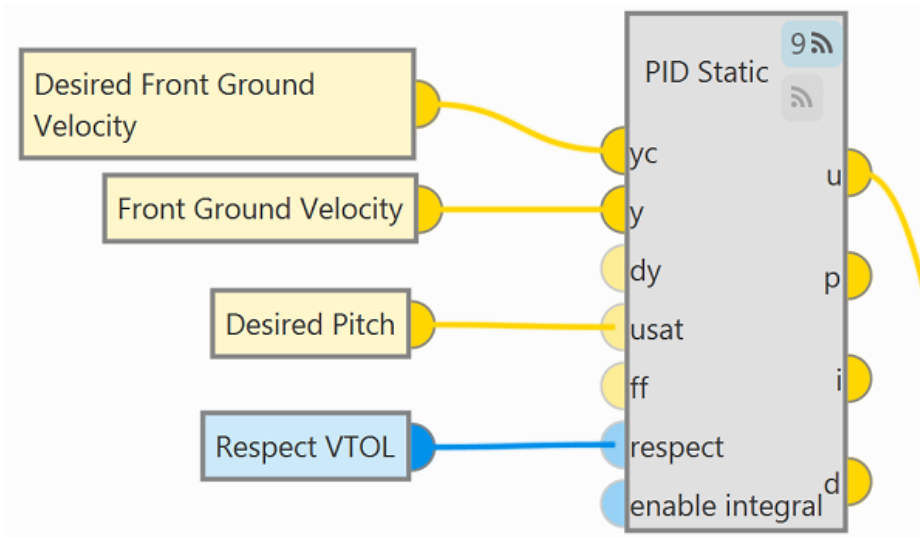 Desired Front Ground
Velocity
Front Ground Velocity
Desired Pitch
Respect VTOL
PID Static
9
yc
y
dy
usat
ff
respect
enable integral
u
p
i
d